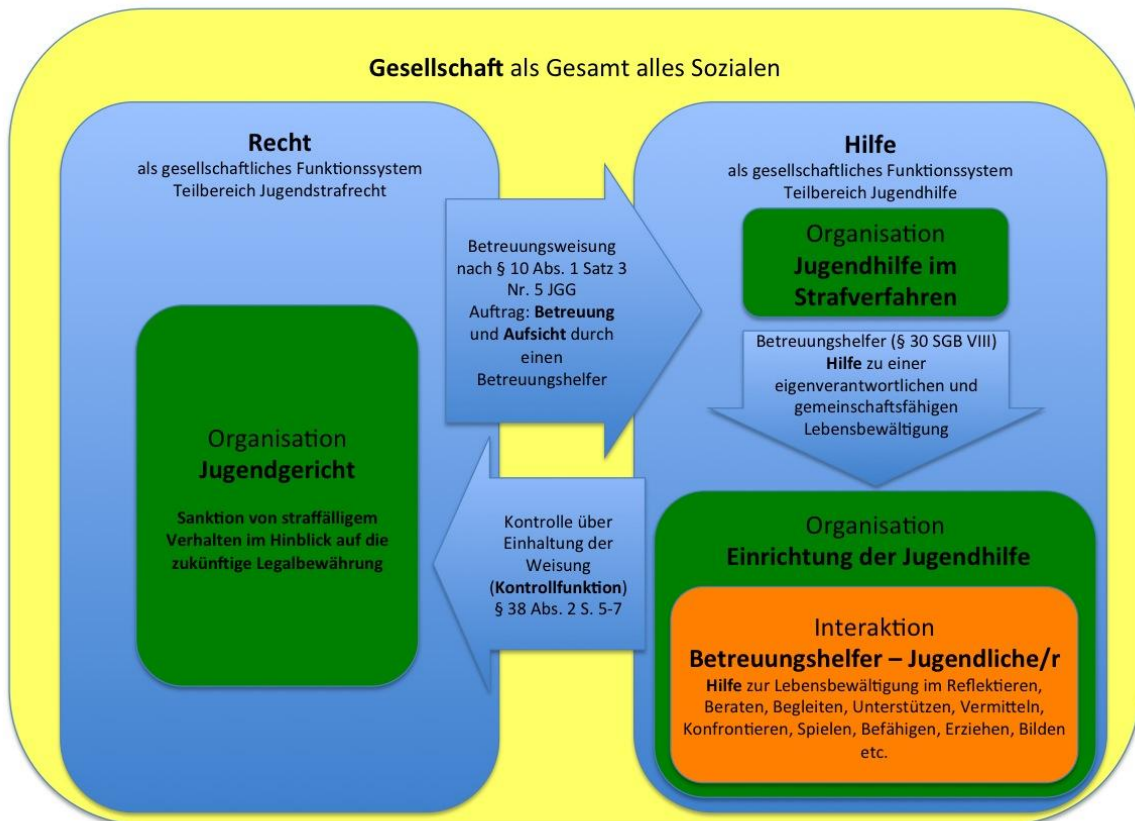 Gesellschaft als Gesamt alles Sozialen
Recht
als gesellschaftliches Funktionssystem
Teilbereich Jugendstrafrecht
Organisation
Jugendgericht
Sanktion von straffälligem
Verhalten im Hinblick auf die
zukünftige Legalbewährung
Betreuungsweisung
nach § 10 Abs. 1 Satz 3
Nr. 5 JGG
Auftrag: Betreuung
und Aufsicht durch
einen
Betreuungshelfer
Kontrolle über
Einhaltung der
Weisung
(Kontrollfunktion)
§ 38 Abs. 2 S. 5-7
Hilfe
als gesellschaftliches Funktionssystem
Teilbereich Jugendhilfe
Organisation
Jugendhilfe im
Strafverfahren
Betreuungshelfer (§ 30 SGB VIII)
Hilfe zu einer
eigenverantwortlichen und
gemeinschaftsfähigen
Lebensbewältigung
Organisation
Einrichtung der Jugendhilfe
Interaktion
Betreuungshelfer – Jugendliche/r
Hilfe zur Lebensbewältigung im Reflektieren,
Beraten, Begleiten, Unterstützen, Vermitteln,
Konfrontieren, Spielen, Befähigen, Erziehen, Bilden
etc.